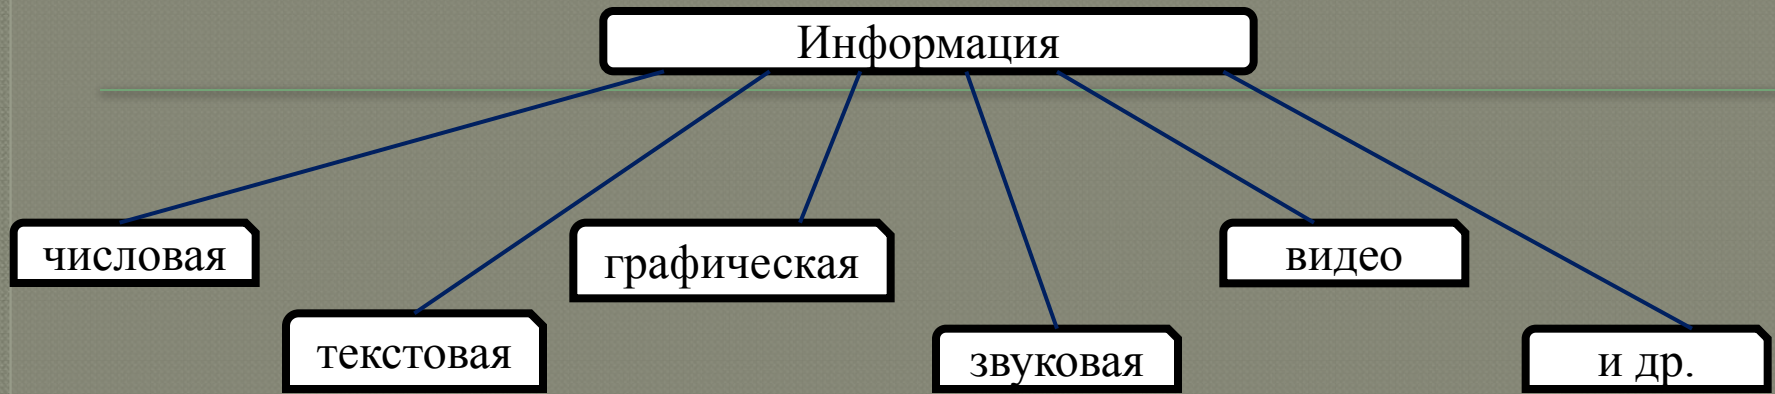 Информация
числовая
текстовая
графическая
звуковая
видео
и др.